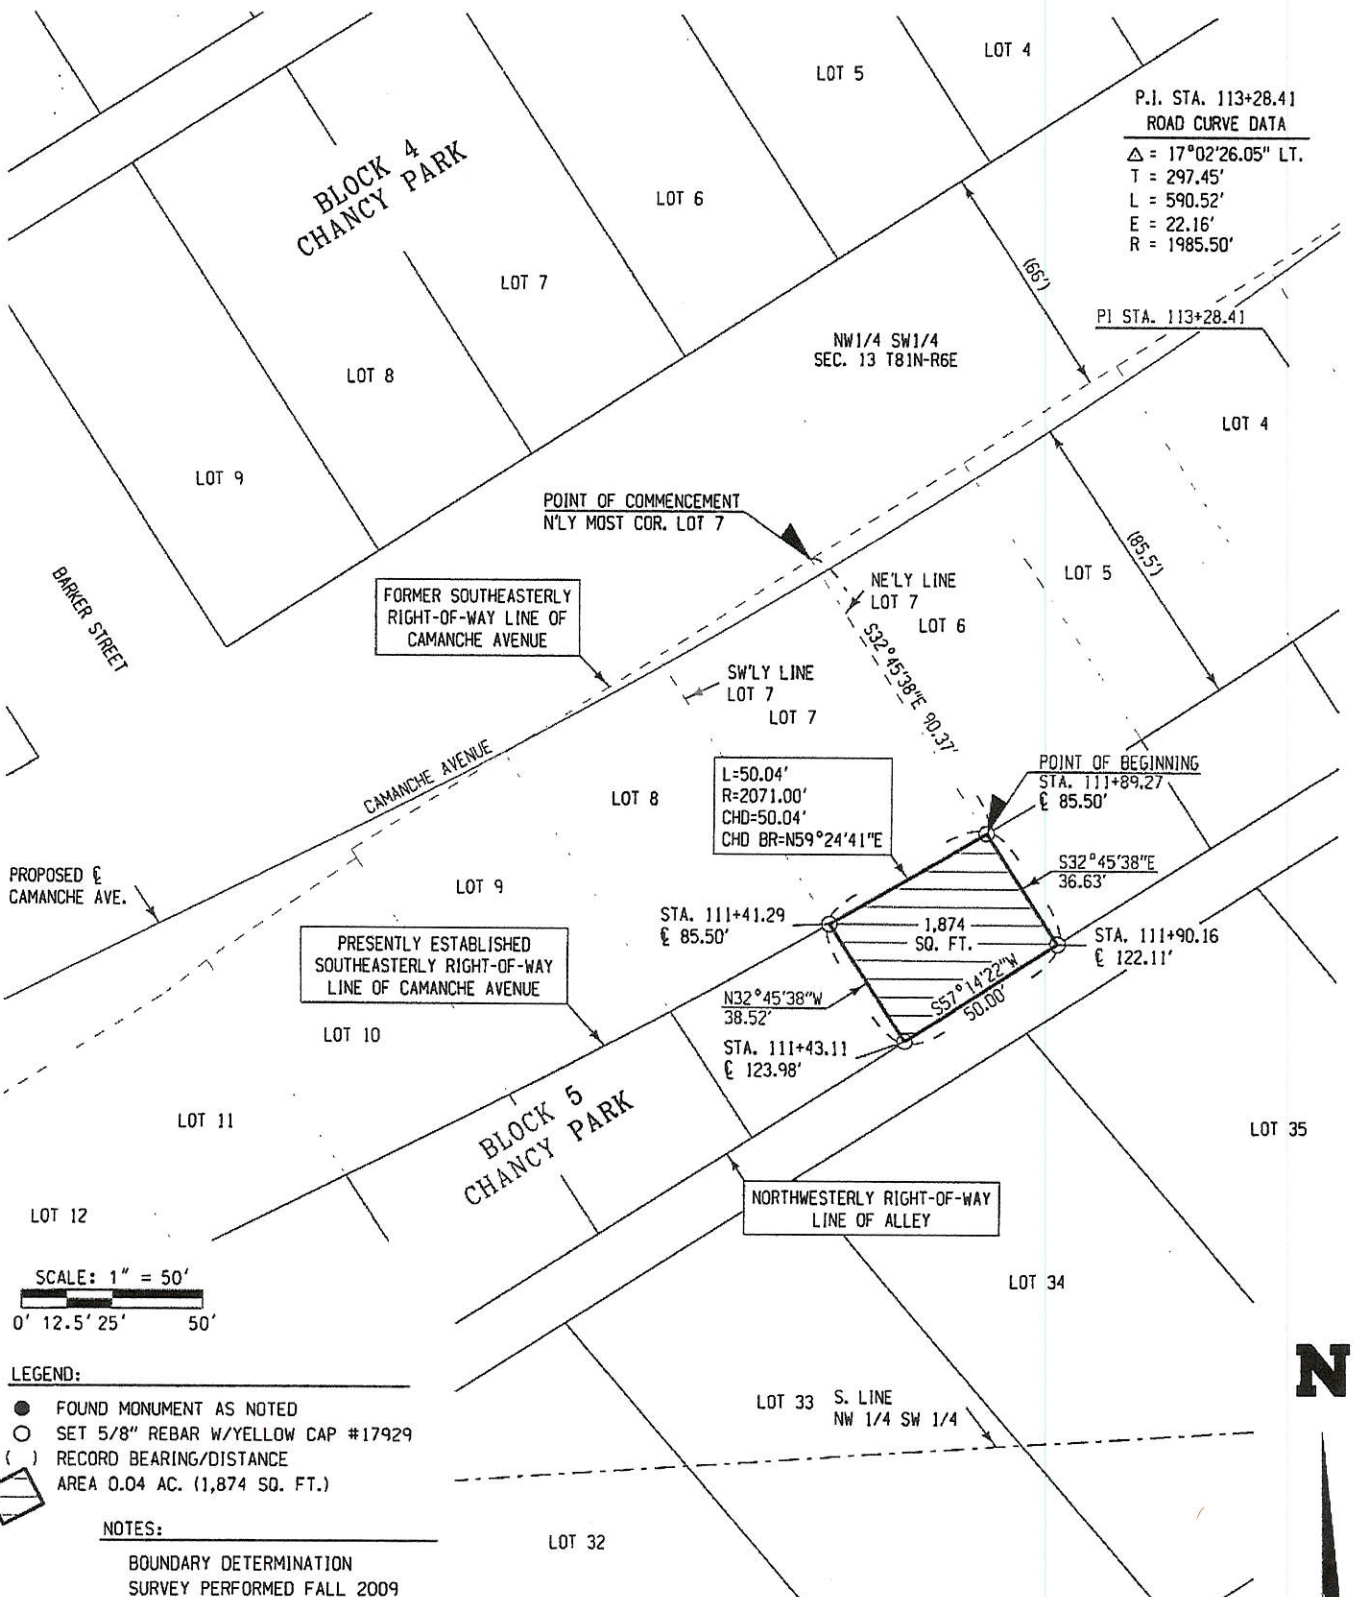 LOT 4
LOT 5
P.I. STA. 113+28.41
ROAD CURVE DATA
△ = 17°02'26.05" LT.
T = 297.45'
L = 590.52'
E = 22.16'
R = 1985.50'
BLOCK 4
CHANCY PARK
LOT 6
LOT 7
(66')
NW1/4 SW1/4
SEC. 13 T81N-R6E
PI STA. 113+28.41
LOT 8
LOT 4
LOT 9
POINT OF COMMENCEMENT
N'LY MOST COR. LOT 7
(85.5')
BARKER STREET
FORMER SOUTHEASTERLY
RIGHT-OF-WAY LINE OF
CAMANCHE AVENUE
NE'LY LINE
LOT 7
LOT 6
LOT 5
S32°45'38"E 90.37'
SW'LY LINE
LOT 7
LOT 7
CAMANCHE AVENUE
L=50.04'
R=2071.00'
CHD=50.04'
CHD BR=N59°24'41"E
POINT OF BEGINNING
STA. 111+89.27
℄ 85.50'
LOT 8
S32°45'38"E
36.63'
PROPOSED ℄
CAMANCHE AVE.
LOT 9
STA. 111+41.29
℄ 85.50'
1,874
SQ. FT.
STA. 111+90.16
℄ 122.11'
PRESENTLY ESTABLISHED
SOUTHEASTERLY RIGHT-OF-WAY
LINE OF CAMANCHE AVENUE
N32°45'38"W
38.52'
S57°14'22"W
50.00'
LOT 10
STA. 111+43.11
℄ 123.98'
LOT 11
BLOCK 5
CHANCY PARK
LOT 35
NORTHWESTERLY RIGHT-OF-WAY
LINE OF ALLEY
LOT 12
SCALE: 1" = 50'
0' 12.5' 25' 50'
LOT 34
LEGEND:
FOUND MONUMENT AS NOTED
SET 5/8" REBAR W/YELLOW CAP #17929
( ) RECORD BEARING/DISTANCE
AREA 0.04 AC. (1,874 SQ. FT.)
LOT 33
S. LINE
NW 1/4 SW 1/4
N
NOTES:
BOUNDARY DETERMINATION
SURVEY PERFORMED FALL 2009
LOT 32